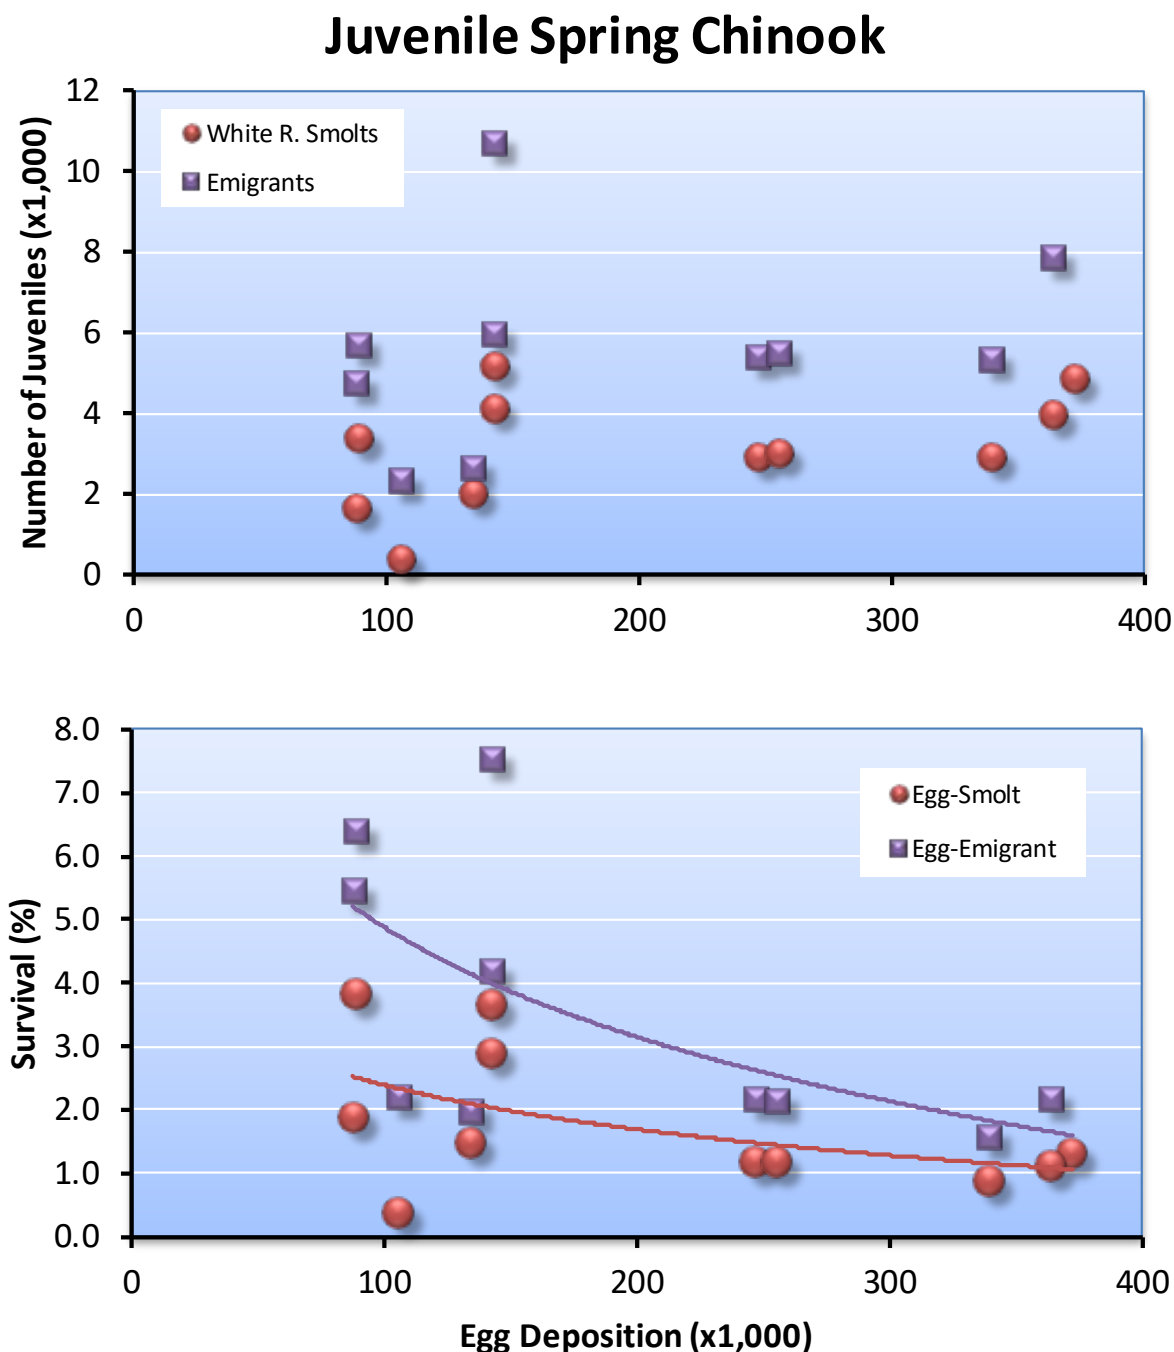 Juvenile Spring Chinook
Number of Juveniles (x1,000)
12
10
8
6
4
2
0
White R. Smolts
Emigrants
0 100 200 300 400
Survival (%)
8.0
7.0
6.0
5.0
4.0
3.0
2.0
1.0
0.0
Egg-Smolt
Egg-Emigrant
0 100 200 300 400
Egg Deposition (x1,000)